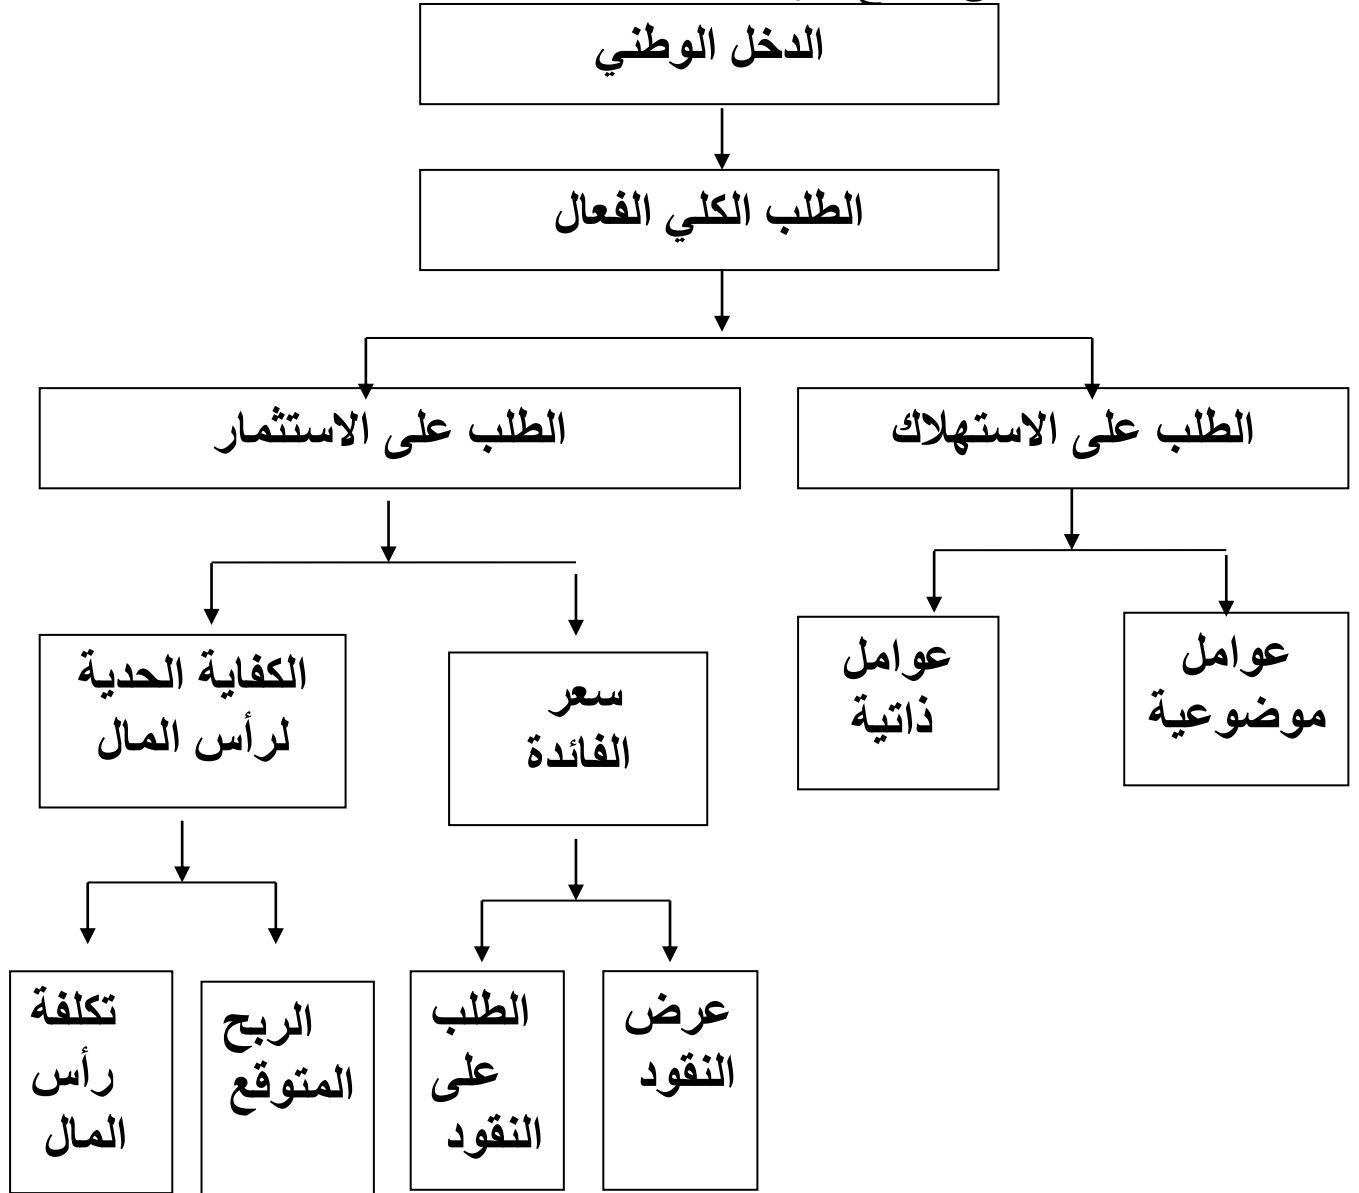 الدخل الوطني
الطلب الكلي الفعال
الطلب على الاستهلاك
الطلب على الاستثمار
عوامل
موضوعية
عوامل
ذاتية
سعر
الفائدة
الكفاية الحدية
لرأس المال
عرض
النقود
الطلب
على
النقود
الربح
المتوقع
تكلفة
رأس
المال